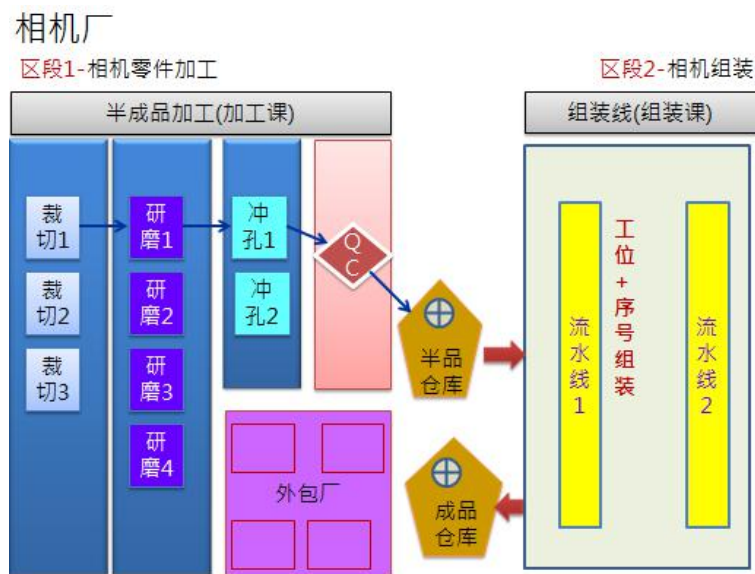 相机厂
区段1-相机零件加工
区段2-相机组装
半成品加工(加工课)
组装线(组装课)
裁
切1
研
磨1
冲
孔1
Q
C
裁
切2
研
磨2
冲
孔2
裁
切3
研
磨3
研
磨4
半品
仓库
外包厂
成品
仓库
流
水
线
1
工
位
+
序
号
组
装
流
水
线
2